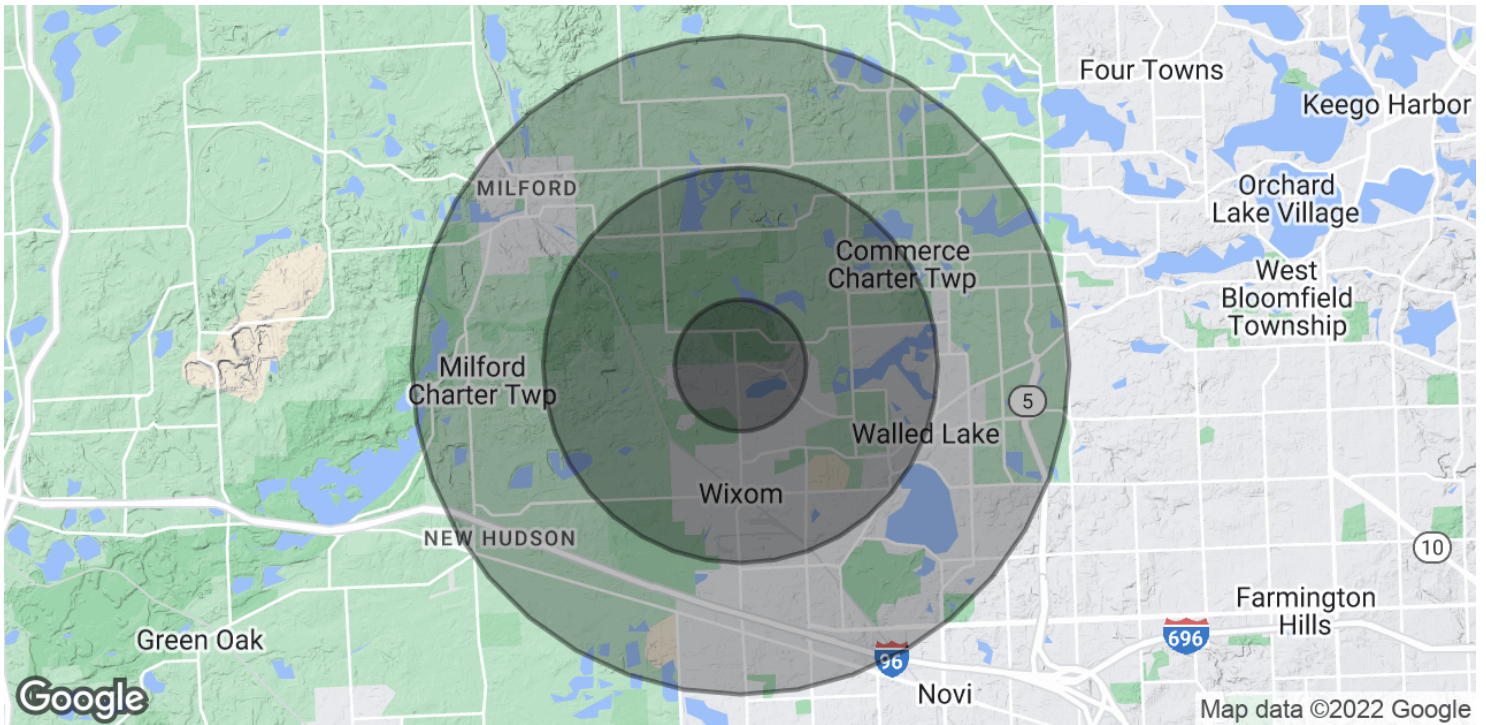 Four Towns
Keego Harbor
MILFORD
Orchard
Lake Village
Commerce
Charter Twp
West
Bloomfield
Township
Milford
Charter Twp
5
Walled Lake
Wixom
NEW HUDSON
10
Farmington
Hills
Green Oak
696
96
Novi
Google
Map data ©2022 Google